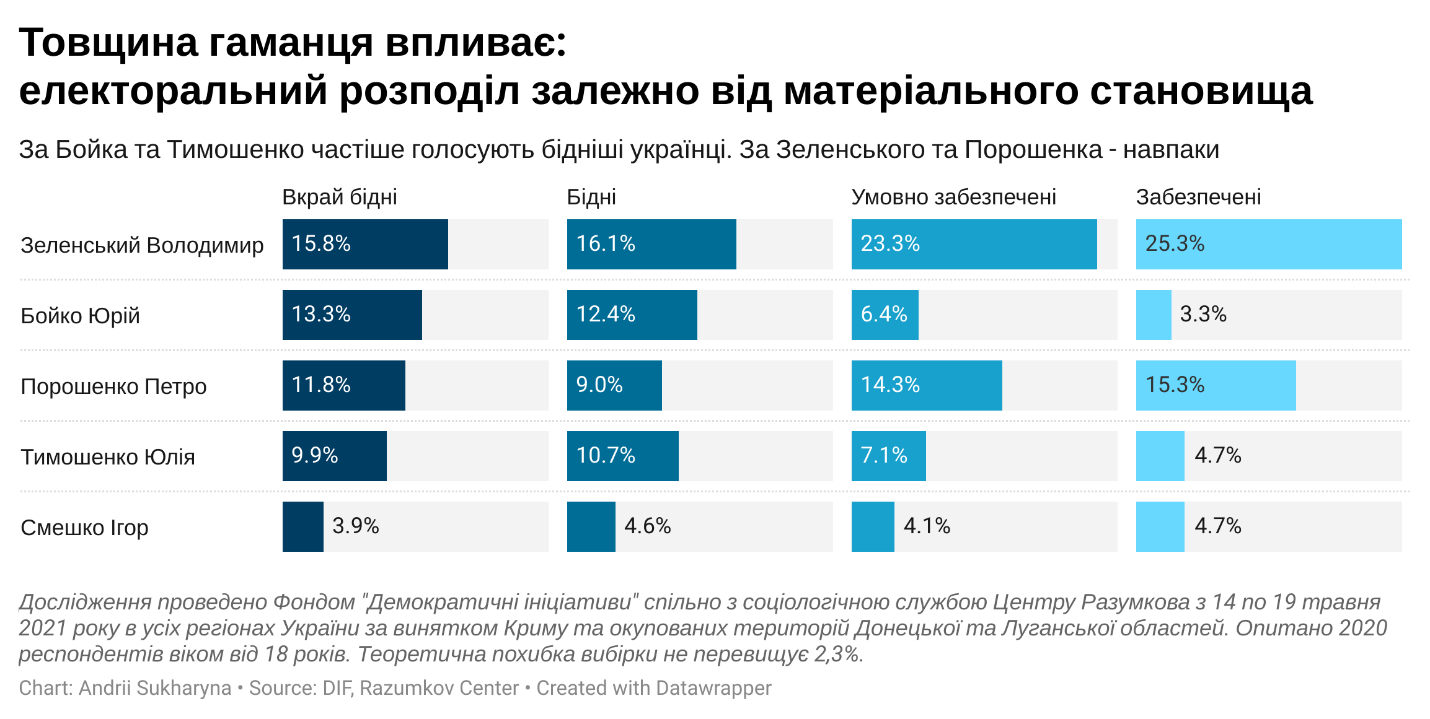 Товщина гаманця впливає:
електоральний розподіл залежно від матеріального становища
За Бойка та Тимошенко частіше голосують бідніші українці. За Зеленського та Порошенка - навпаки
Вкрай бідні Бідні Умовно забезпечені Забезпечені
Зеленський Володимир 15.8% 16.1% 23.3% 25.3%
Бойко Юрій 13.3% 12.4% 6.4% 3.3%
Порошенко Петро 11.8% 9.0% 14.3% 15.3%
Тимошенко Юлія 9.9% 10.7% 7.1% 4.7%
Смешко Ігор 3.9% 4.6% 4.1% 4.7%
Дослідження проведено Фондом "Демократичні ініціативи" спільно з соціологічною службою Центру Разумкова з 14 по 19 травня
2021 року в усіх регіонах України за винятком Криму та окупованих територій Донецької та Луганської областей. Опитано 2020
респондентів віком від 18 років. Теоретична похибка вибірки не перевищує 2,3%.
Chart: Andrii Sukharyna • Source: DIF, Razumkov Center • Created with Datawrapper